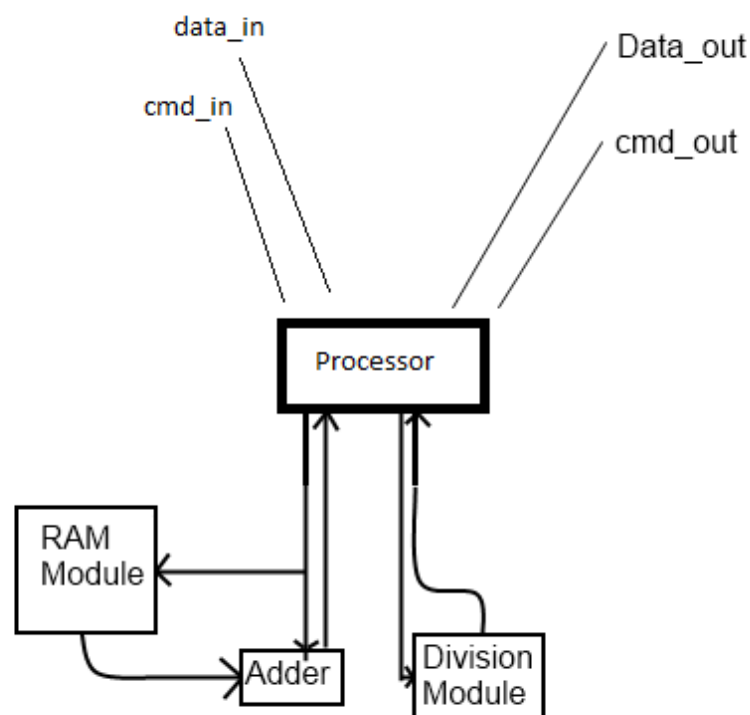 data_in
Data_out
cmd_in
cmd_out
Processor
RAM
Module
Adder
Division
Module